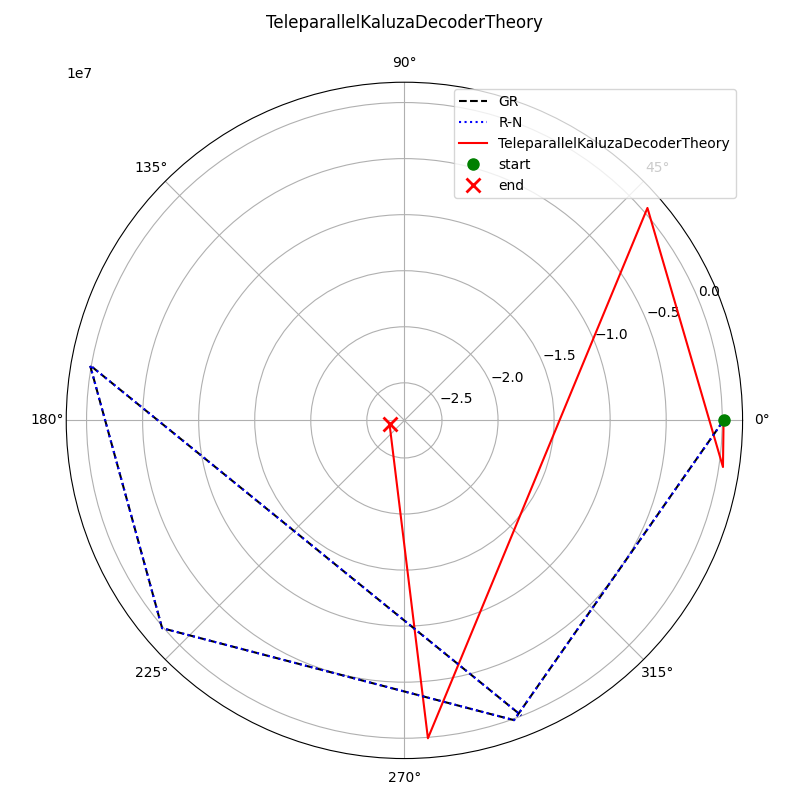 TeleparallelKaluzaDecoderTheory
1e7
90°
GR
R-N
TeleparallelKaluzaDecoderTheory
start
end
45°
135°
0.0
−0.5
−1.0
−1.5
−2.0
−2.5
180°
0°
225°
315°
270°